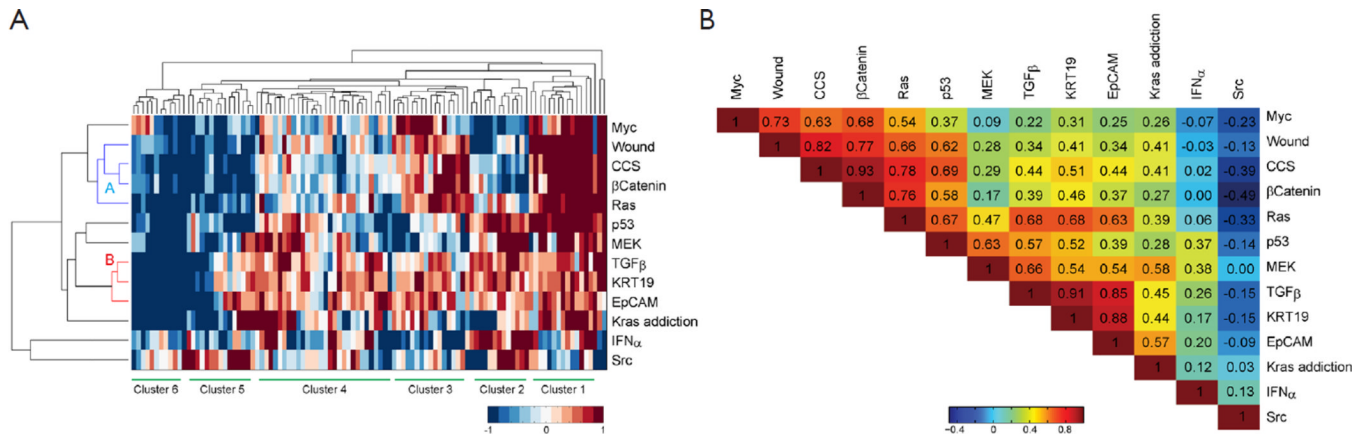 A
B
Myc
Wound
CCS
βCatenin
Ras
p53
MEK
TGFβ
KRT19
EpCAM
Kras addiction
IFNα
Src
A
B
Cluster 6
Cluster 5
Cluster 4
Cluster 3
Cluster 2
Cluster 1
-1 0 1
Myc Wound CCS βCatenin Ras p53 MEK TGFβ KRT19 EpCAM Kras addiction IFNα Src
1 0.73 0.63 0.68 0.54 0.37 0.09 0.22 0.31 0.25 0.26 -0.07 -0.23 Myc
1 0.82 0.77 0.66 0.62 0.28 0.34 0.41 0.34 0.41 -0.03 -0.13 Wound
1 0.93 0.78 0.69 0.29 0.44 0.51 0.44 0.41 0.02 -0.39 CCS
1 0.76 0.58 0.17 0.39 0.46 0.37 0.27 0.00 -0.49 βCatenin
1 0.67 0.47 0.68 0.68 0.63 0.39 0.06 -0.33 Ras
1 0.63 0.57 0.52 0.39 0.28 0.37 -0.14 p53
1 0.66 0.54 0.54 0.58 0.38 0.00 MEK
1 0.91 0.85 0.45 0.26 -0.15 TGFβ
1 0.88 0.44 0.17 -0.15 KRT19
1 0.57 0.20 -0.09 EpCAM
1 0.12 0.03 Kras addiction
1 0.13 IFNα
1 Src
-0.4 0 0.4 0.8